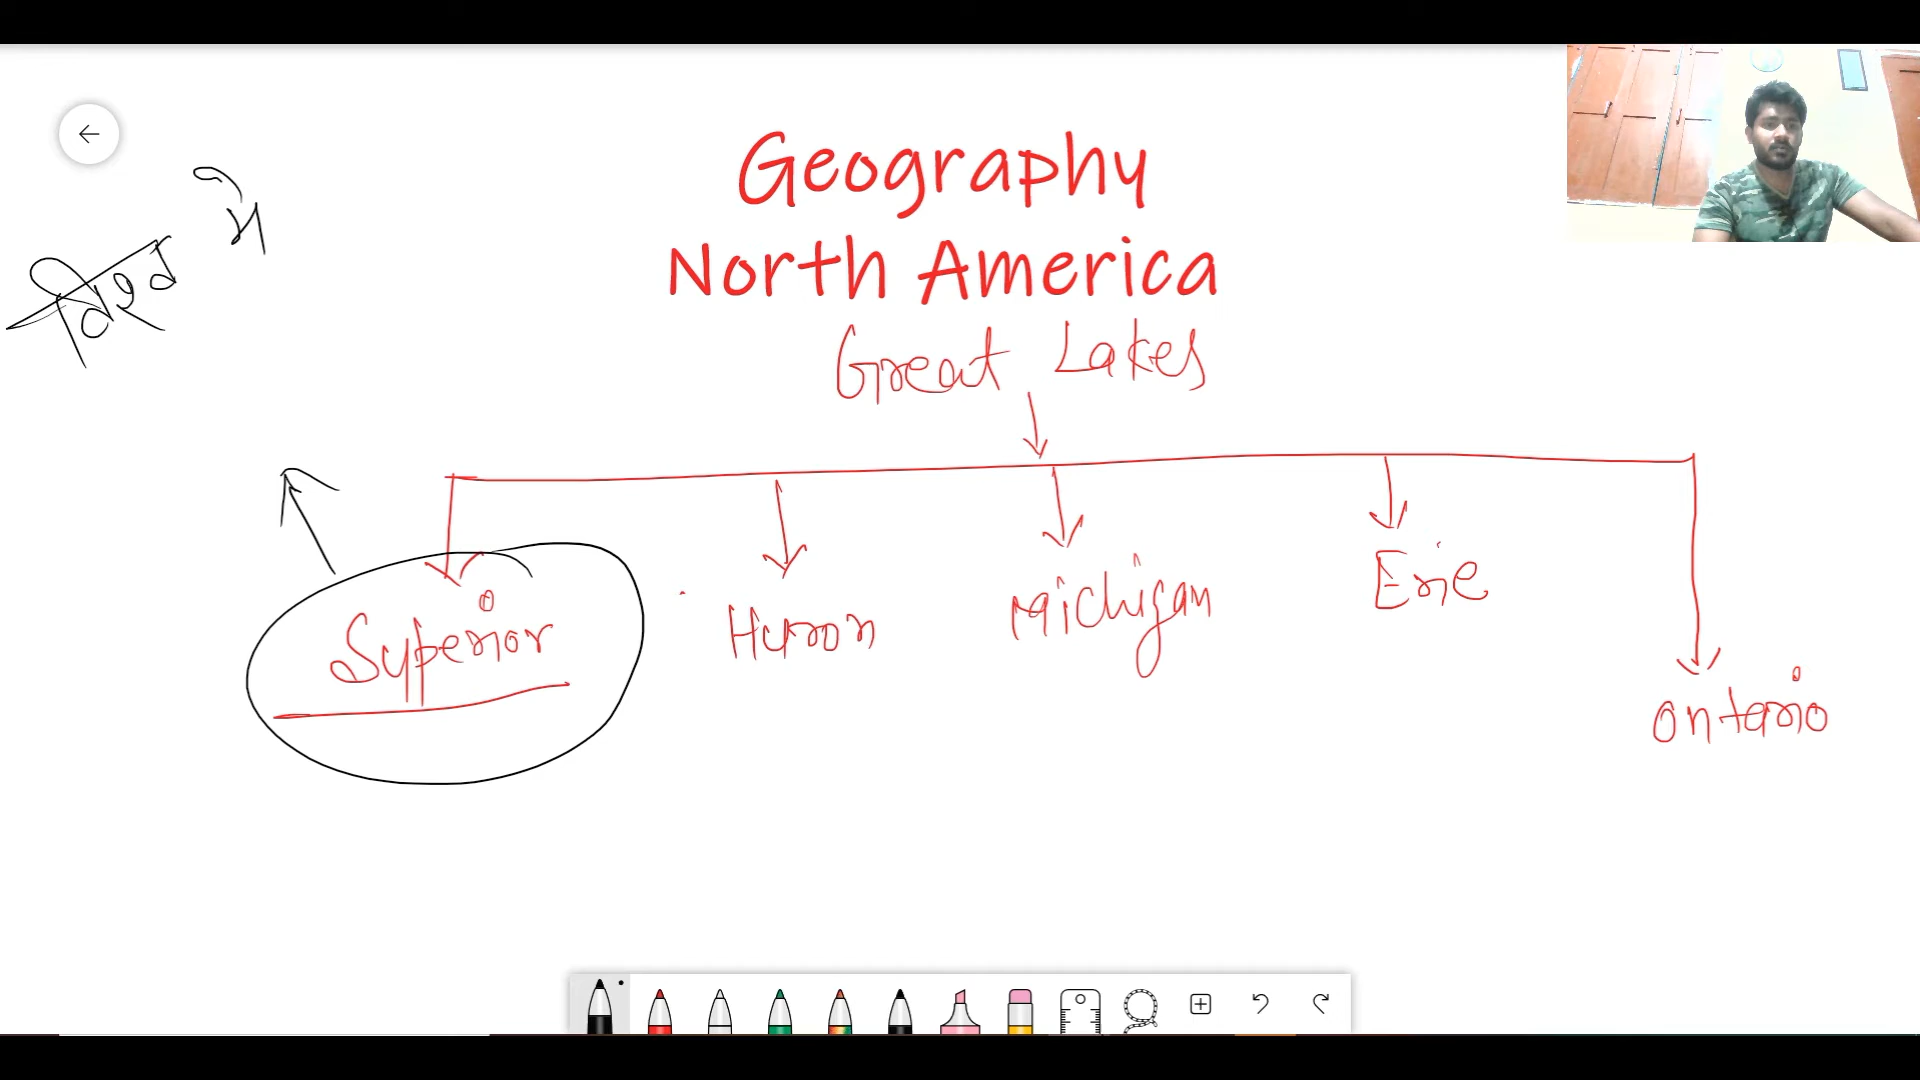 Geography
North America
Great Lakes
विश्व में
Superior
Huron
Michigan
Erie
Ontario